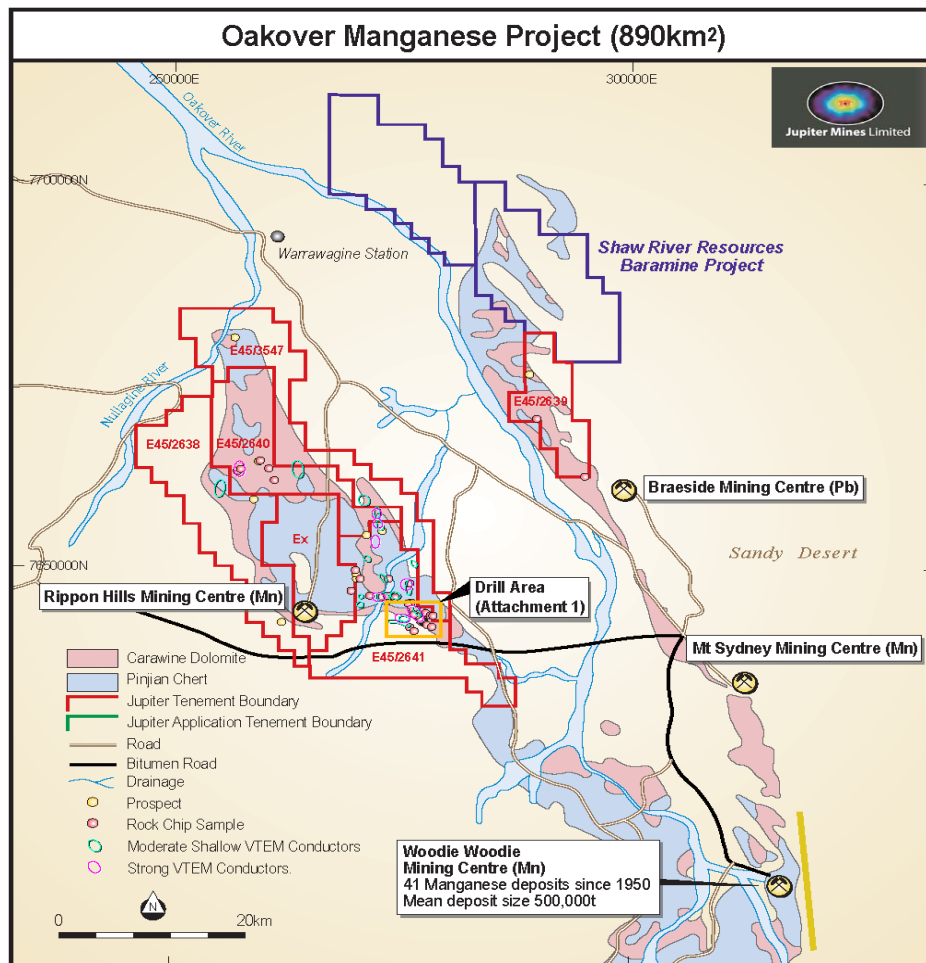 Oakover Manganese Project (890km²)
250000E
300000E
Oakover River
Jupiter Mines Limited
7700000N
Warrawagine Station
Shaw River Resources
Baramine Project
E45/3547
Nullagine River
E45/2639
E45/2638
E45/2640
Braeside Mining Centre (Pb)
Ex
Sandy Desert
7650000N
Rippon Hills Mining Centre (Mn)
Drill Area
(Attachment 1)
Mt Sydney Mining Centre (Mn)
E45/2641
Carawine Dolomite
Pinjian Chert
Jupiter Tenement Boundary
Jupiter Application Tenement Boundary
Road
Bitumen Road
Drainage
Prospect
Rock Chip Sample
Moderate Shallow VTEM Conductors
Strong VTEM Conductors.
Woodie Woodie
Mining Centre (Mn)
41 Manganese deposits since 1950
Mean deposit size 500,000t
N
0
20km